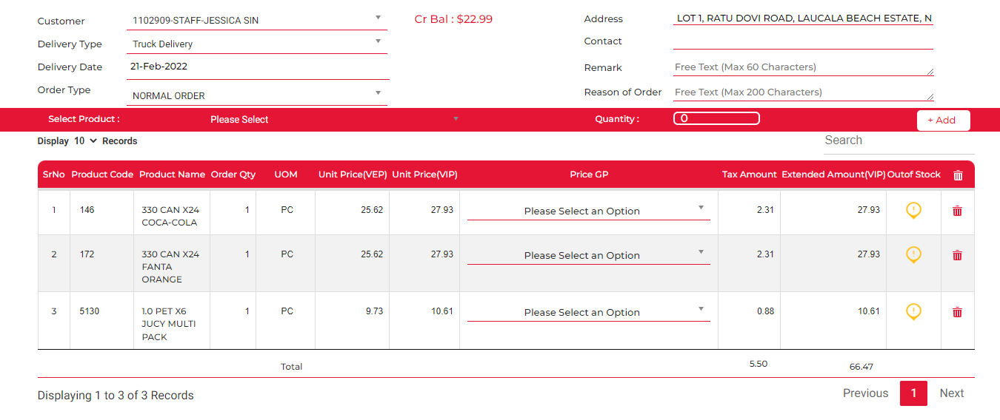 Customer 1102909-STAFF-JESSICA SIN Cr Bal : $22.99 Address LOT 1, RATU DOVI ROAD, LAUCALA BEACH ESTATE, N
Delivery Type Truck Delivery Contact
Delivery Date 21-Feb-2022 Remark Free Text (Max 60 Characters)
Order Type NORMAL ORDER Reason of Order Free Text (Max 200 Characters)
Select Product : Please Select Quantity : 0 + Add
Display 10 Records Search
SrNo Product Code Product Name Order Qty UOM Unit Price(VEP) Unit Price(VIP) Price GP Tax Amount Extended Amount(VIP) Outof Stock
1 146 330 CAN X24 1 PC 25.62 27.93 Please Select an Option 2.31 27.93
COCA-COLA
2 172 330 CAN X24 1 PC 25.62 27.93 Please Select an Option 2.31 27.93
FANTA
ORANGE
3 5130 1.0 PET X6 1 PC 9.73 10.61 Please Select an Option 0.88 10.61
JUCY MULTI
PACK
Total 5.50 66.47
Displaying 1 to 3 of 3 Records Previous 1 Next